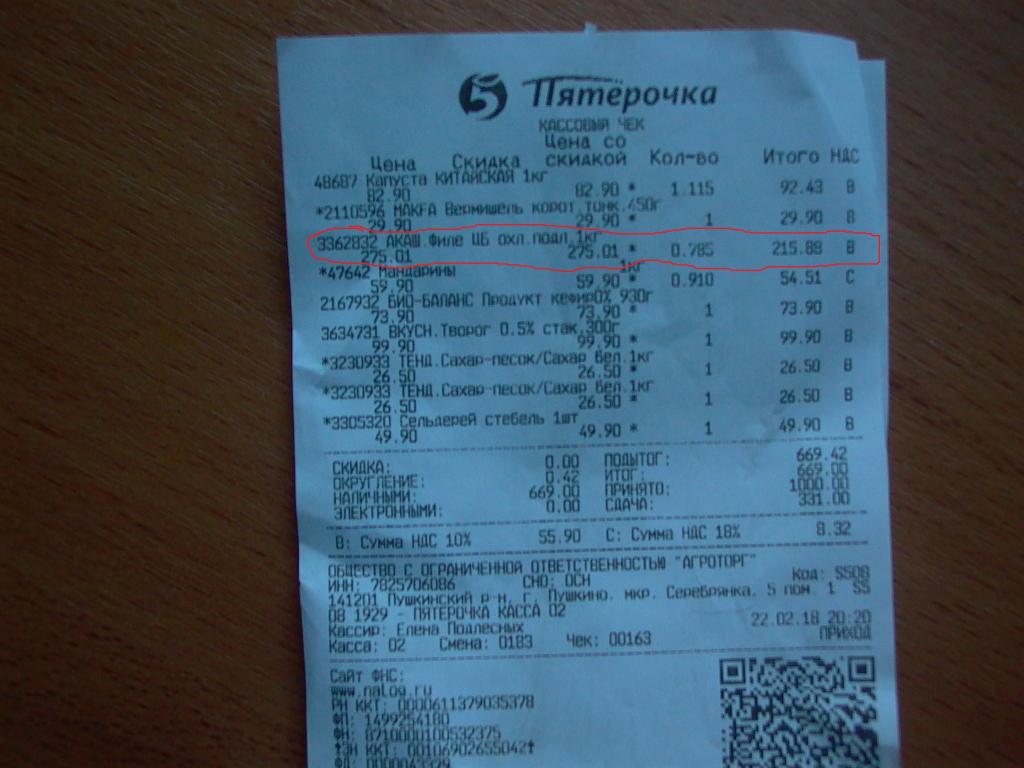 5 Пятёрочка
КАССОВЫЙ ЧЕК
Цена Скидка Цена со скидкой Кол-во Итого НДС
48687 Капуста КИТАЙСКАЯ 1кг
82.90 82.90 * 1.115 92.43 В
*2110596 МАКFА Вермишель корот.тонк.450г
29.90 29.90 * 1 29.90 В
3362832 АКАШ.Филе ЦБ охл.подл.1кг
275.01 275.01 * 0.785 215.88 В
*47642 Мандарины 1кг
59.90 59.90 * 0.910 54.51 С
2167932 БИО-БАЛАНС Продукт кефир0% 930г
73.90 73.90 * 1 73.90 В
3634731 ВКУСН.Творог 0.5% стак.300г
99.90 99.90 * 1 99.90 В
*3230933 ТЕНД.Сахар-песок/Сахар бел.1кг
26.50 26.50 * 1 26.50 В
*3230933 ТЕНД.Сахар-песок/Сахар бел.1кг
26.50 26.50 * 1 26.50 В
*3305320 Сельдерей стебель 1шт
49.90 49.90 * 1 49.90 В
СКИДКА: 0.00 ПОДЫТОГ: 669.42
ОКРУГЛЕНИЕ: 0.42 ИТОГ: 669.00
НАЛИЧНЫМИ: 669.00 ПРИНЯТО: 1000.00
ЭЛЕКТРОННЫМИ: 0.00 СДАЧА: 331.00
В: Сумма НДС 10% 55.90 С: Сумма НДС 18% 8.32
ОБЩЕСТВО С ОГРАНИЧЕННОЙ ОТВЕТСТВЕННОСТЬЮ "АГРОТОРГ"
ИНН: 7825706086 СНО: ОСН Код: S508
141201 Пушкинский р-н, г. Пушкино, мкр. Серебрянка, 5 пом. 1 S5
08 1929 - ПЯТЕРОЧКА КАССА 02
Кассир: Елена Подлесных 22.02.18 20:20
Касса: 02 Смена: 0183 Чек: 00163 ПРИХОД
Сайт ФНС:
www.nalog.ru
РН ККТ: 0000611379035378
ФП: 1499254180
ФН: 8710000100532375
†ЗН ККТ: 00106902655042†